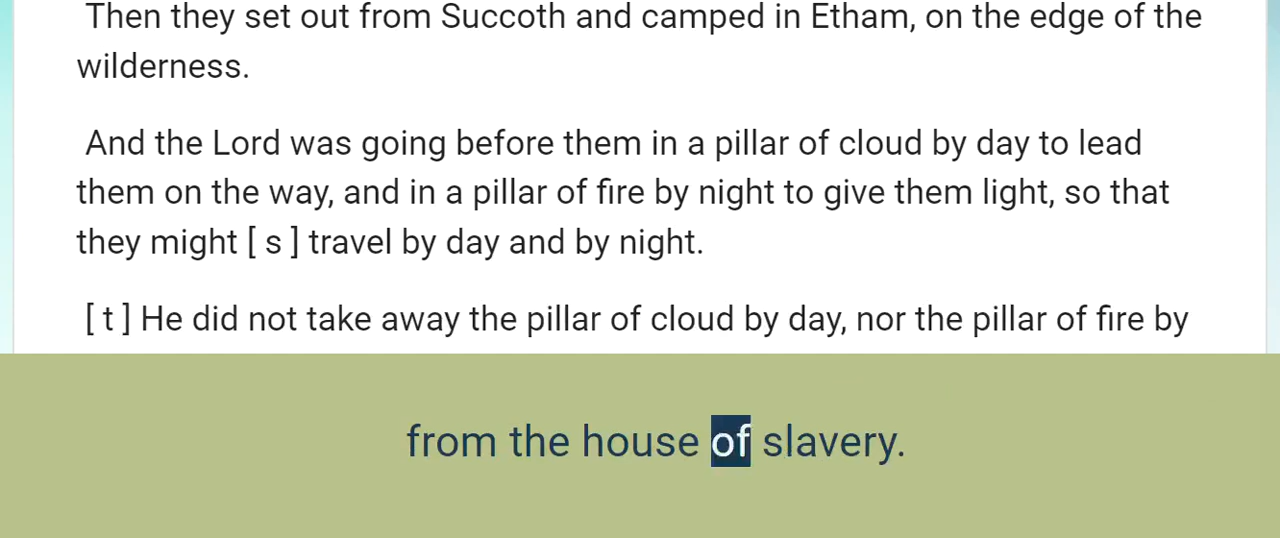 Then they set out from Succoth and camped in Etham, on the edge of the
wilderness.
And the Lord was going before them in a pillar of cloud by day to lead
them on the way, and in a pillar of fire by night to give them light, so that
they might [ s ] travel by day and by night.
[ t ] He did not take away the pillar of cloud by day, nor the pillar of fire by
from the house of slavery.